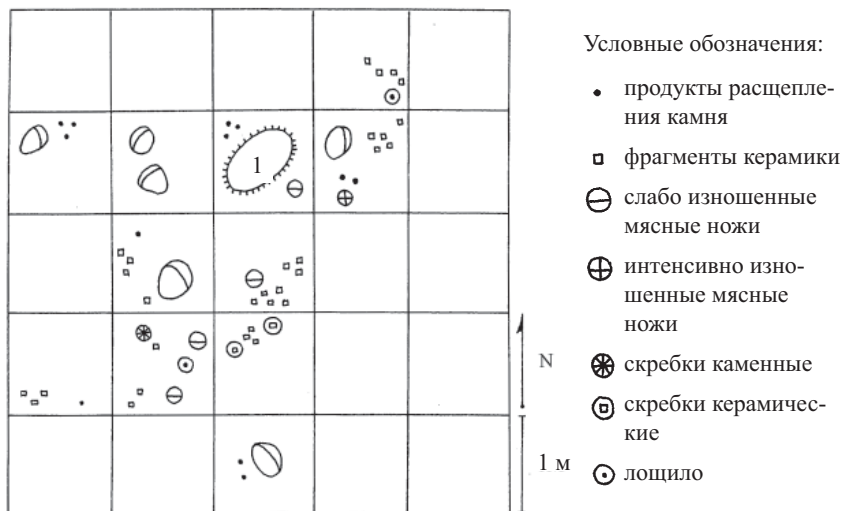 Условные обозначения:
продукты расщепле-
ния камня
фрагменты керамики
слабо изношенные
мясные ножи
интенсивно изно-
шенные мясные
ножи
скребки каменные
скребки керамичес-
кие
лощило
1
N
1 м